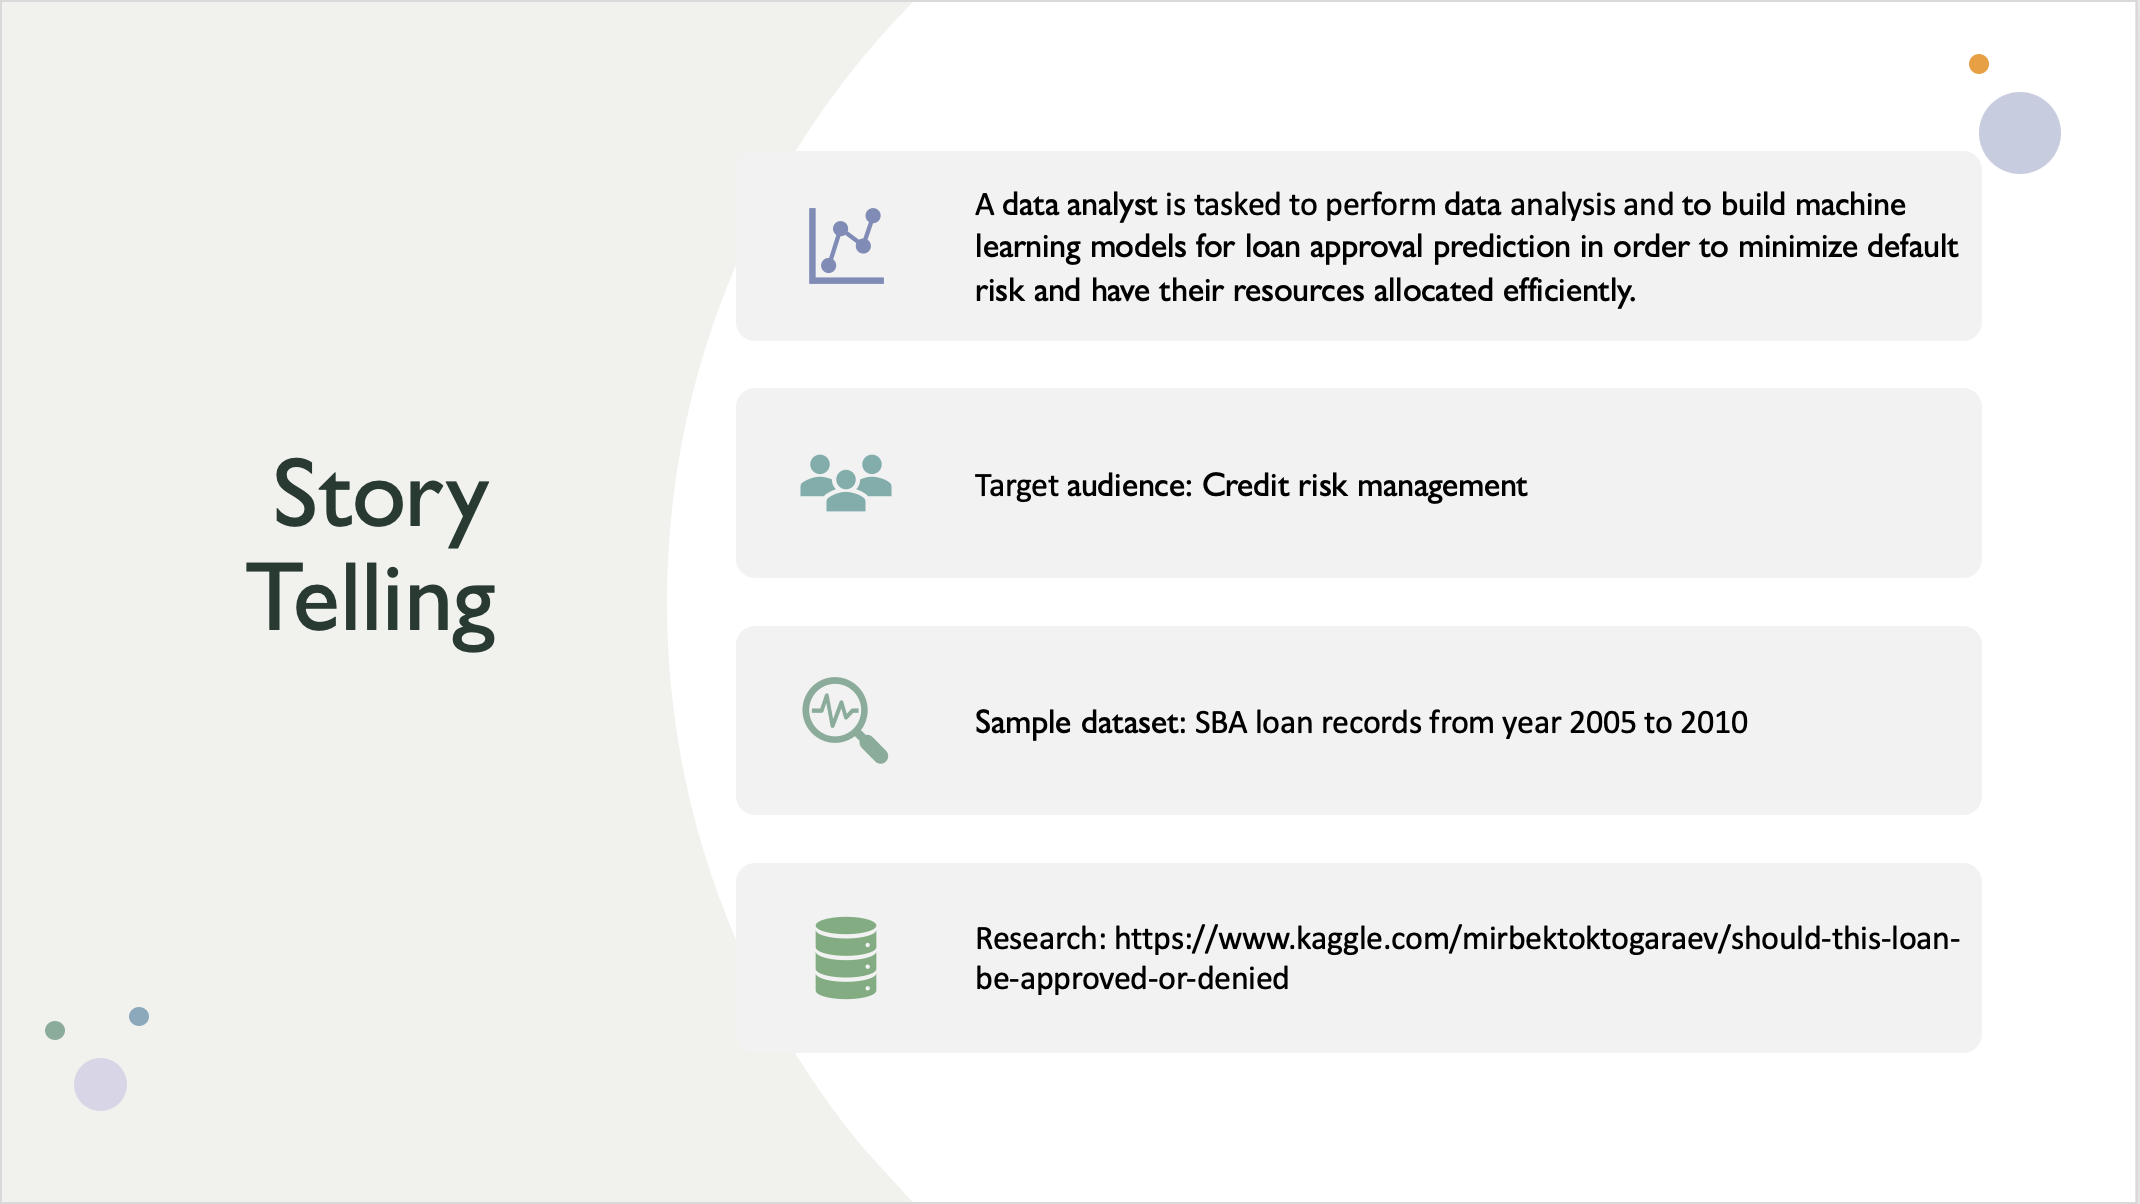 Story
Telling
A data analyst is tasked to perform data analysis and to build machine
learning models for loan approval prediction in order to minimize default
risk and have their resources allocated efficiently.
Target audience: Credit risk management
Sample dataset: SBA loan records from year 2005 to 2010
Research: https://www.kaggle.com/mirbektoktogaraev/should-this-loan-
be-approved-or-denied